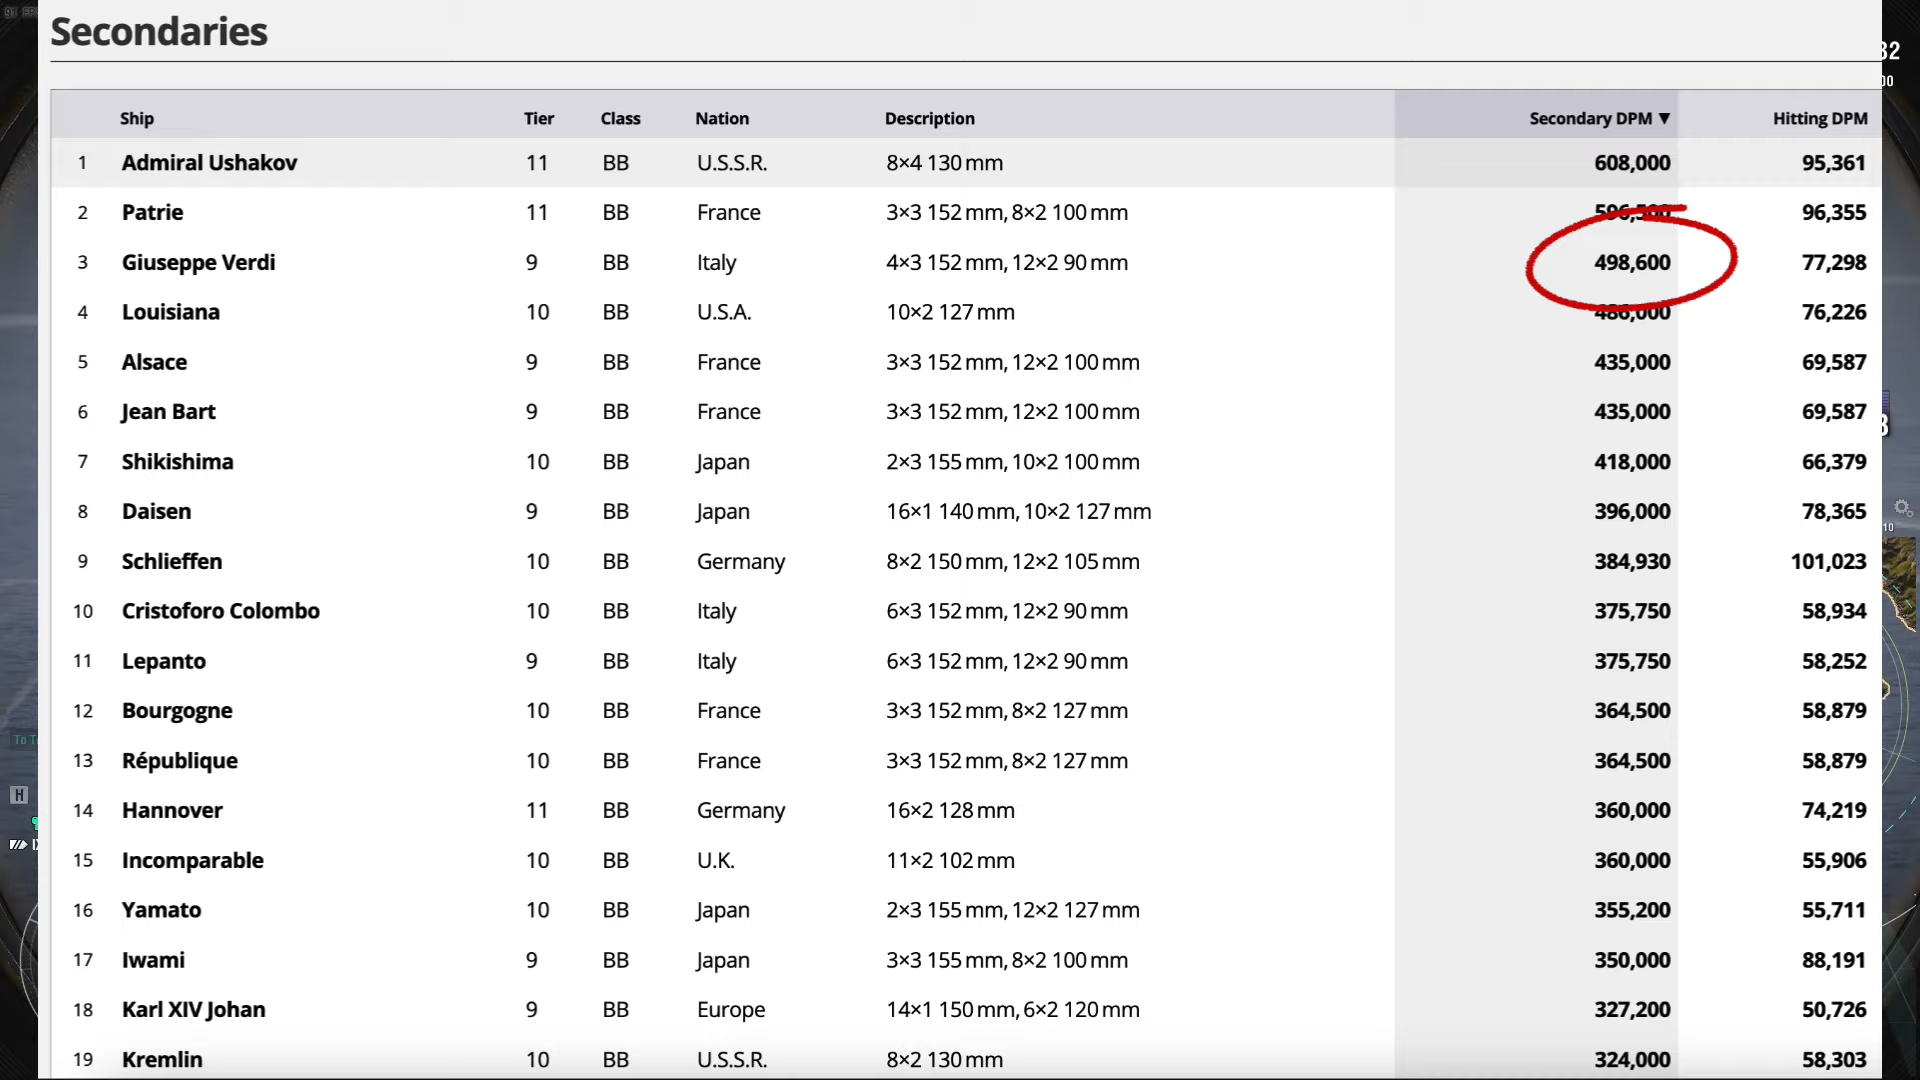 Secondaries
Ship Tier Class Nation Description Secondary DPM ▼ Hitting DPM
1 Admiral Ushakov 11 BB U.S.S.R. 8×4 130 mm 608,000 95,361
2 Patrie 11 BB France 3×3 152 mm, 8×2 100 mm 596,500 96,355
3 Giuseppe Verdi 9 BB Italy 4×3 152 mm, 12×2 90 mm 498,600 77,298
4 Louisiana 10 BB U.S.A. 10×2 127 mm 486,000 76,226
5 Alsace 9 BB France 3×3 152 mm, 12×2 100 mm 435,000 69,587
6 Jean Bart 9 BB France 3×3 152 mm, 12×2 100 mm 435,000 69,587
7 Shikishima 10 BB Japan 2×3 155 mm, 10×2 100 mm 418,000 66,379
8 Daisen 9 BB Japan 16×1 140 mm, 10×2 127 mm 396,000 78,365
9 Schlieffen 10 BB Germany 8×2 150 mm, 12×2 105 mm 384,930 101,023
10 Cristoforo Colombo 10 BB Italy 6×3 152 mm, 12×2 90 mm 375,750 58,934
11 Lepanto 9 BB Italy 6×3 152 mm, 12×2 90 mm 375,750 58,252
12 Bourgogne 10 BB France 3×3 152 mm, 8×2 127 mm 364,500 58,879
13 République 10 BB France 3×3 152 mm, 8×2 127 mm 364,500 58,879
14 Hannover 11 BB Germany 16×2 128 mm 360,000 74,219
15 Incomparable 10 BB U.K. 11×2 102 mm 360,000 55,906
16 Yamato 10 BB Japan 2×3 155 mm, 12×2 127 mm 355,200 55,711
17 Iwami 9 BB Japan 3×3 155 mm, 8×2 100 mm 350,000 88,191
18 Karl XIV Johan 9 BB Europe 14×1 150 mm, 6×2 120 mm 327,200 50,726
19 Kremlin 10 BB U.S.S.R. 8×2 130 mm 324,000 58,303
H